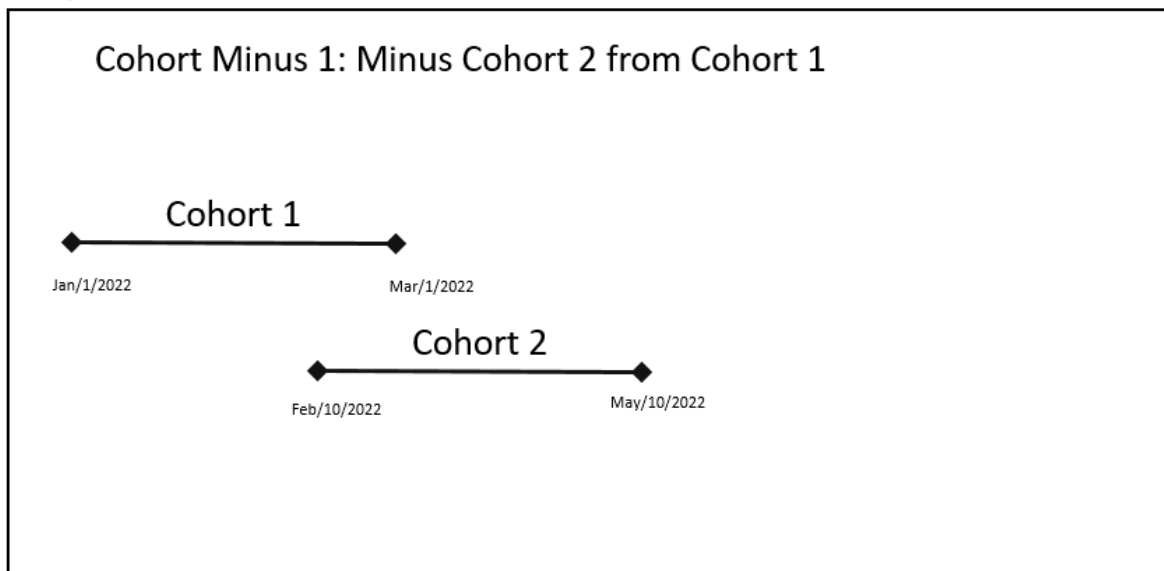 Cohort Minus 1: Minus Cohort 2 from Cohort 1
Cohort 1
Jan/1/2022
Mar/1/2022
Cohort 2
Feb/10/2022
May/10/2022